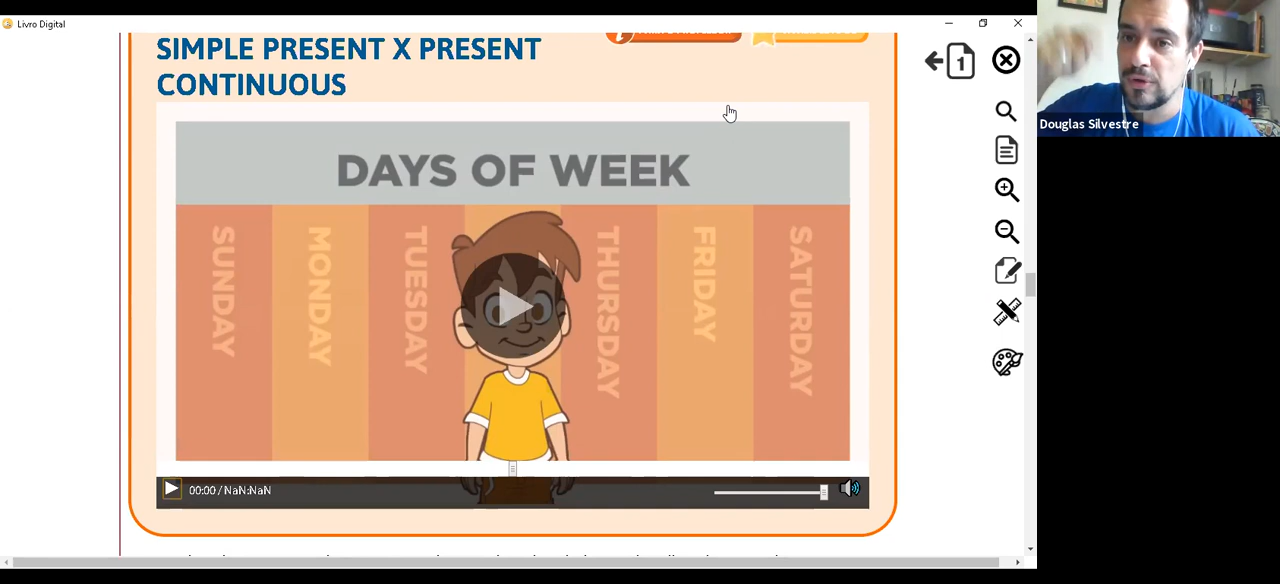 Livro Digital
SIMPLE PRESENT X PRESENT
CONTINUOUS
1
Douglas Silvestre
DAYS OF WEEK
SUNDAY
MONDAY
TUESDAY
THURSDAY
FRIDAY
SATURDAY
00:00 / NaN:NaN